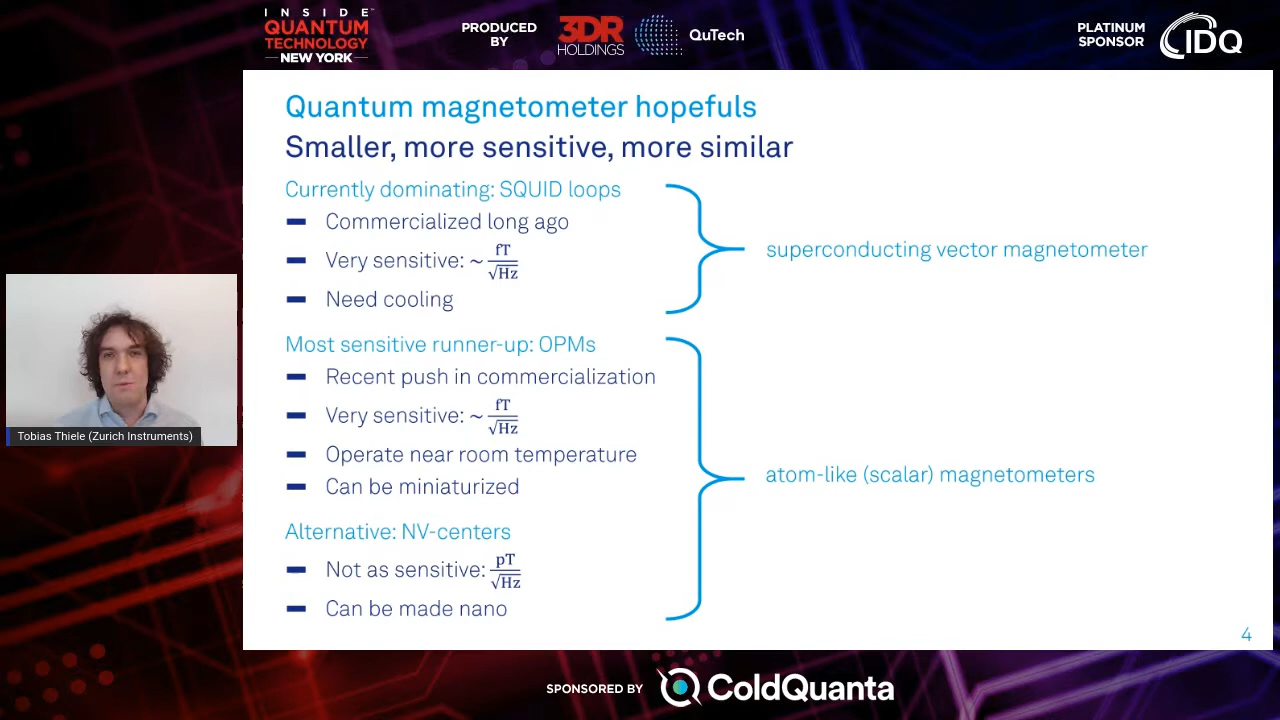 INSIDE™
QUANTUM
TECHNOLOGY
NEW YORK
PRODUCED
BY
3DR
HOLDINGS
QuTech
PLATINUM
SPONSOR
IDQ
Quantum magnetometer hopefuls
Smaller, more sensitive, more similar
Currently dominating: SQUID loops
Commercialized long ago
Very sensitive: ~ fT/√Hz
Need cooling
superconducting vector magnetometer
Most sensitive runner-up: OPMs
Recent push in commercialization
Very sensitive: ~ fT/√Hz
Operate near room temperature
Can be miniaturized
atom-like (scalar) magnetometers
Alternative: NV-centers
Not as sensitive: pT/√Hz
Can be made nano
4
Tobias Thiele (Zurich Instruments)
SPONSORED BY
ColdQuanta